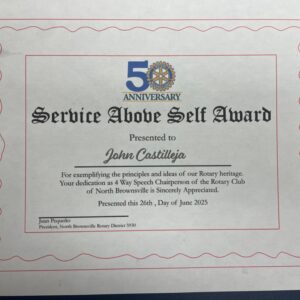 50
ANNIVERSARY
Service Above Self Award
Presented to
John Castilleja
For exemplifying the principles and ideas of our Rotary heritage.
Your dedication as 4 Way Speech Chairperson of the Rotary Club
of North Brownsville is Sincerely Appreciated.
Presented this 26th , Day of June 2025
Juan
President, North Brownsville Rotary District 5930